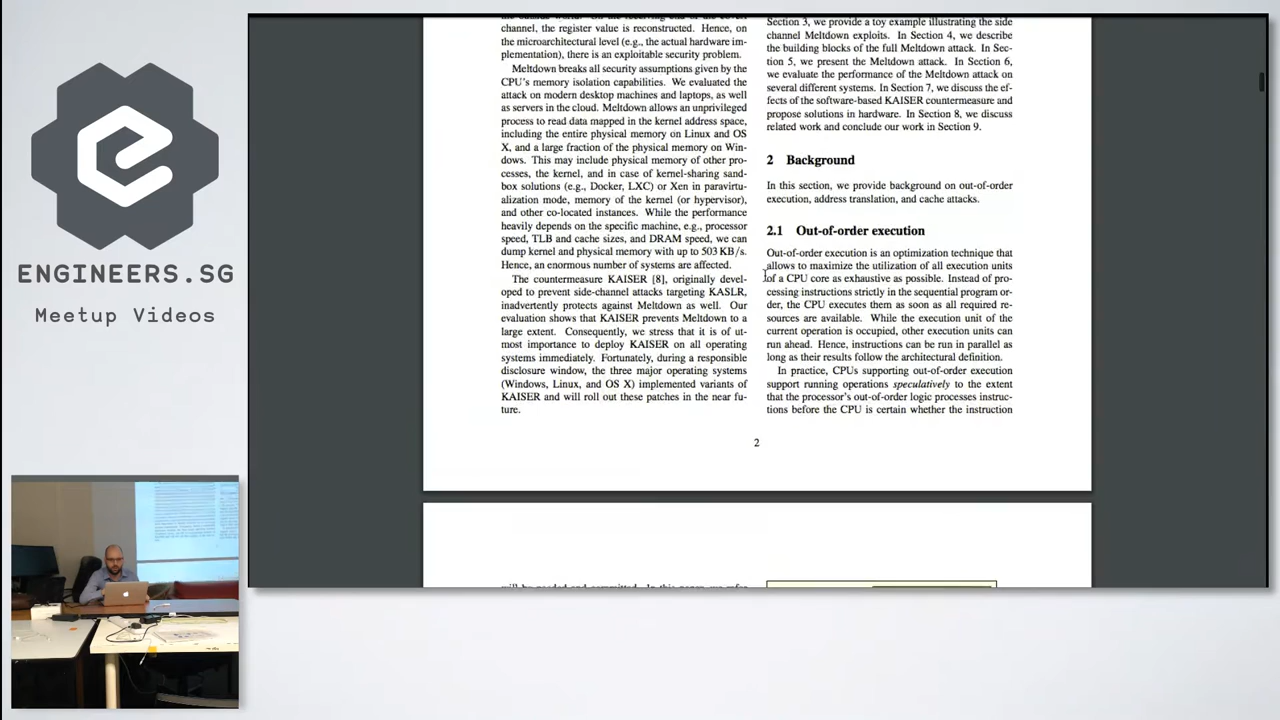 ENGINEERS.SG
Meetup Videos
channel, the register value is reconstructed. Hence, on
the microarchitectural level (e.g., the actual hardware im-
plementation), there is an exploitable security problem.
Meltdown breaks all security assumptions given by the
CPU's memory isolation capabilities. We evaluated the
attack on modern desktop machines and laptops, as well
as servers in the cloud. Meltdown allows an unprivileged
process to read data mapped in the kernel address space,
including the entire physical memory on Linux and OS
X, and a large fraction of the physical memory on Win-
dows. This may include physical memory of other pro-
cesses, the kernel, and in case of kernel-sharing sand-
box solutions (e.g., Docker, LXC) or Xen in paravirtu-
alization mode, memory of the kernel (or hypervisor),
and other co-located instances. While the performance
heavily depends on the specific machine, e.g., processor
speed, TLB and cache sizes, and DRAM speed, we can
dump kernel and physical memory with up to 503 KB/s.
Hence, an enormous number of systems are affected.
The countermeasure KAISER [8], originally devel-
oped to prevent side-channel attacks targeting KASLR,
inadvertently protects against Meltdown as well. Our
evaluation shows that KAISER prevents Meltdown to a
large extent. Consequently, we stress that it is of ut-
most importance to deploy KAISER on all operating
systems immediately. Fortunately, during a responsible
disclosure window, the three major operating systems
(Windows, Linux, and OS X) implemented variants of
KAISER and will roll out these patches in the near fu-
ture.
Section 3, we provide a toy example illustrating the side
channel Meltdown exploits. In Section 4, we describe
the building blocks of the full Meltdown attack. In Sec-
tion 5, we present the Meltdown attack. In Section 6,
we evaluate the performance of the Meltdown attack on
several different systems. In Section 7, we discuss the ef-
fects of the software-based KAISER countermeasure and
propose solutions in hardware. In Section 8, we discuss
related work and conclude our work in Section 9.
2 Background
In this section, we provide background on out-of-order
execution, address translation, and cache attacks.
2.1 Out-of-order execution
Out-of-order execution is an optimization technique that
allows to maximize the utilization of all execution units
of a CPU core as exhaustive as possible. Instead of pro-
cessing instructions strictly in the sequential program or-
der, the CPU executes them as soon as all required re-
sources are available. While the execution unit of the
current operation is occupied, other execution units can
run ahead. Hence, instructions can be run in parallel as
long as their results follow the architectural definition.
In practice, CPUs supporting out-of-order execution
support running operations speculatively to the extent
that the processor's out-of-order logic processes instruc-
tions before the CPU is certain whether the instruction
2